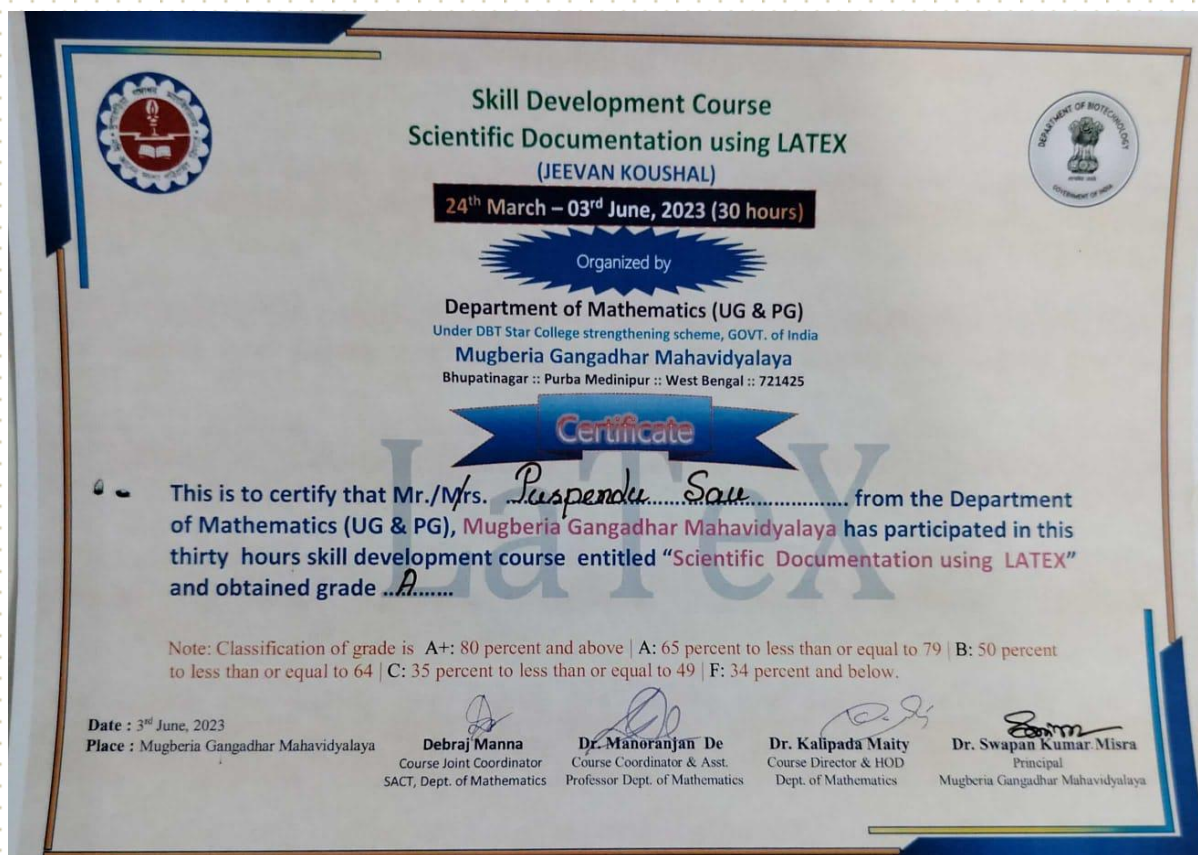 Skill Development Course
Scientific Documentation using LATEX
(JEEVAN KOUSHAL)
24th March – 03rd June, 2023 (30 hours)
Organized by
Department of Mathematics (UG & PG)
Under DBT Star College strengthening scheme, GOVT. of India
Mugberia Gangadhar Mahavidyalaya
Bhupatinagar :: Purba Medinipur :: West Bengal :: 721425
Certificate
LaTeX
This is to certify that Mr./Mrs. Puspendu Sau from the Department
of Mathematics (UG & PG), Mugberia Gangadhar Mahavidyalaya has participated in this
thirty hours skill development course entitled “Scientific Documentation using LATEX”
and obtained grade ..A.......
Note: Classification of grade is A+: 80 percent and above | A: 65 percent to less than or equal to 79 | B: 50 percent
to less than or equal to 64 | C: 35 percent to less than or equal to 49 | F: 34 percent and below.
Date : 3rd June, 2023
Place : Mugberia Gangadhar Mahavidyalaya
Debraj Manna
Course Joint Coordinator
SACT, Dept. of Mathematics
Dr. Manoranjan De
Course Coordinator & Asst.
Professor Dept. of Mathematics
Dr. Kalipada Maity
Course Director & HOD
Dept. of Mathematics
Dr. Swapan Kumar Misra
Principal
Mugberia Gangadhar Mahavidyalaya
DEPARTMENT OF BIOTECHNOLOGY
GOVERNMENT OF INDIA